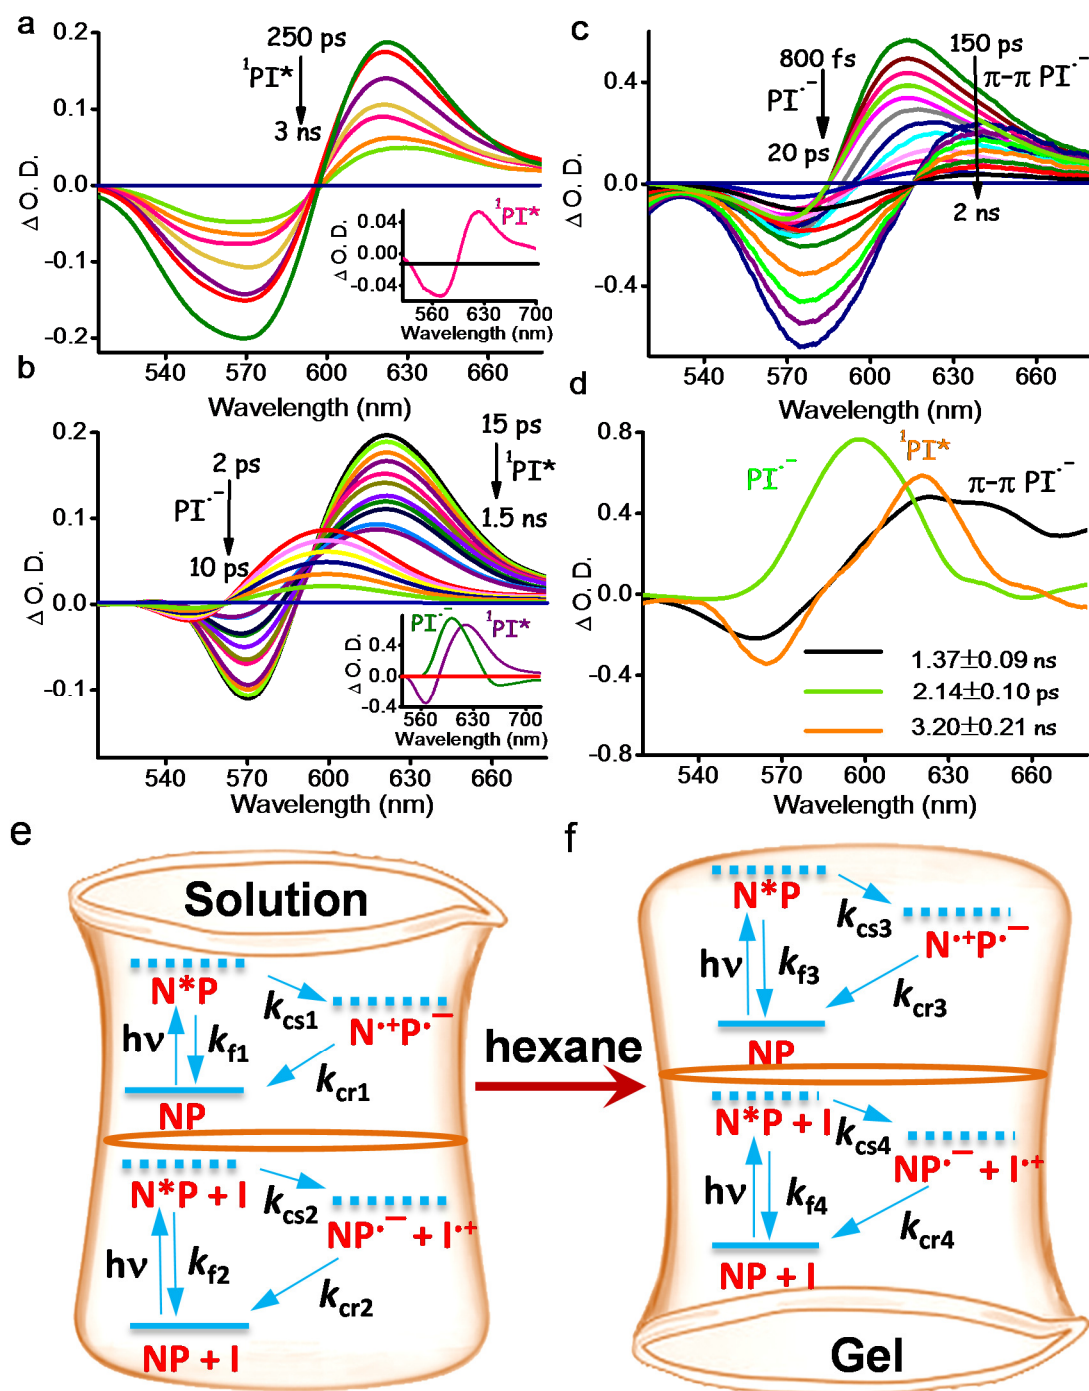 a
0.2
0.1
0.0
−0.1
−0.2
Δ O. D.
250 ps
¹PI*
3 ns
0.04
0.00
−0.04
Δ O. D.
¹PI*
560 630 700
Wavelength (nm)
540 570 600 630 660
Wavelength (nm)
c
0.4
0.0
−0.4
Δ O. D.
800 fs
PI·−
20 ps
150 ps
π−π PI·−
2 ns
540 570 600 630 660
Wavelength (nm)
b
0.2
0.1
0.0
−0.1
Δ O. D.
2 ps
PI·−
10 ps
15 ps
¹PI*
1.5 ns
0.4
0.0
−0.4
Δ O. D.
PI·− ¹PI*
560 630 700
Wavelength (nm)
540 570 600 630 660
Wavelength (nm)
d
0.8
0.4
0.0
−0.4
−0.8
Δ O. D.
PI·−
¹PI*
π−π PI·−
1.37±0.09 ns
2.14±0.10 ps
3.20±0.21 ns
540 570 600 630 660
Wavelength (nm)
e
Solution
N*P
kcs1
N·+P·−
hν
kf1
kcr1
NP
N*P + I
kcs2
NP·− + I·+
hν
kf2
kcr2
NP + I
hexane
f
N*P
kcs3
N·+P·−
hν
kf3
kcr3
NP
N*P + I
kcs4
NP·− + I·+
hν
kf4
kcr4
NP + I
Gel